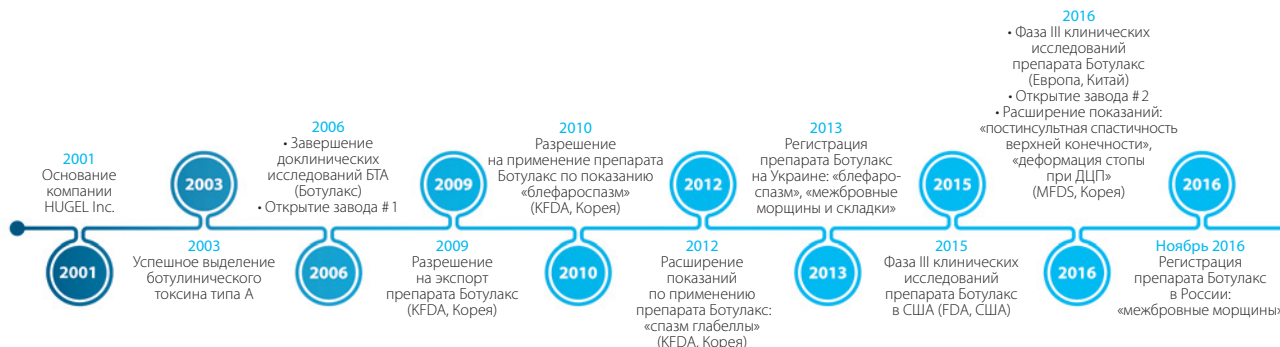 2001
Основание
компании
HUGEL Inc.
2001
2003
2003
Успешное выделение
ботулинического
токсина типа А
2006
• Завершение
доклинических
исследований БТА
(Ботулакс)
• Открытие завода #1
2006
2009
2009
Разрешение
на экспорт
препарата Ботулакс
(KFDA, Корея)
2010
Разрешение
на применение препарата
Ботулакс по показанию
«блефароспазм»
(KFDA, Корея)
2010
2012
2012
Расширение
показаний
по применению
препарата Ботулакс:
«спазм глабеллы»
(KFDA, Корея)
2013
Регистрация
препарата Ботулакс
на Украине: «блефаро-
спазм», «межбровные
морщины и складки»
2013
2015
2015
Фаза III клинических
исследований
препарата Ботулакс
в США (FDA, США)
2016
• Фаза III клинических
исследований
препарата Ботулакс
(Европа, Китай)
• Открытие завода #2
• Расширение показаний:
«постинсультная спастичность
верхней конечности»,
«деформация стопы
при ДЦП»
(MFDS, Корея)
2016
2016
Ноябрь 2016
Регистрация
препарата Ботулакс
в России:
«межбровные морщины»